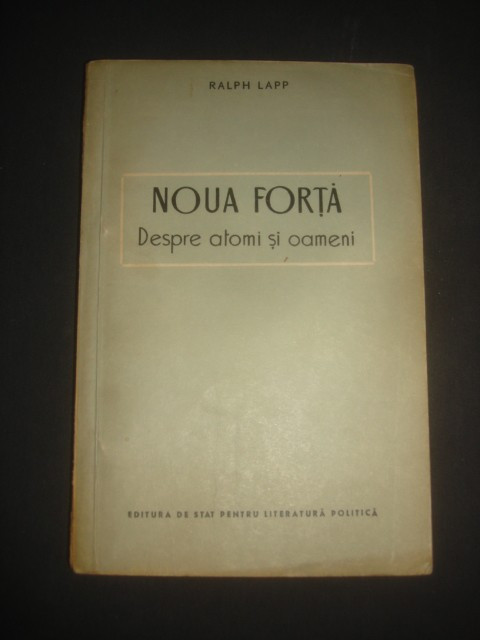 RALPH LAPP
NOUA FORȚĂ
Despre atomi și oameni
EDITURA DE STAT PENTRU LITERATURĂ POLITICĂ